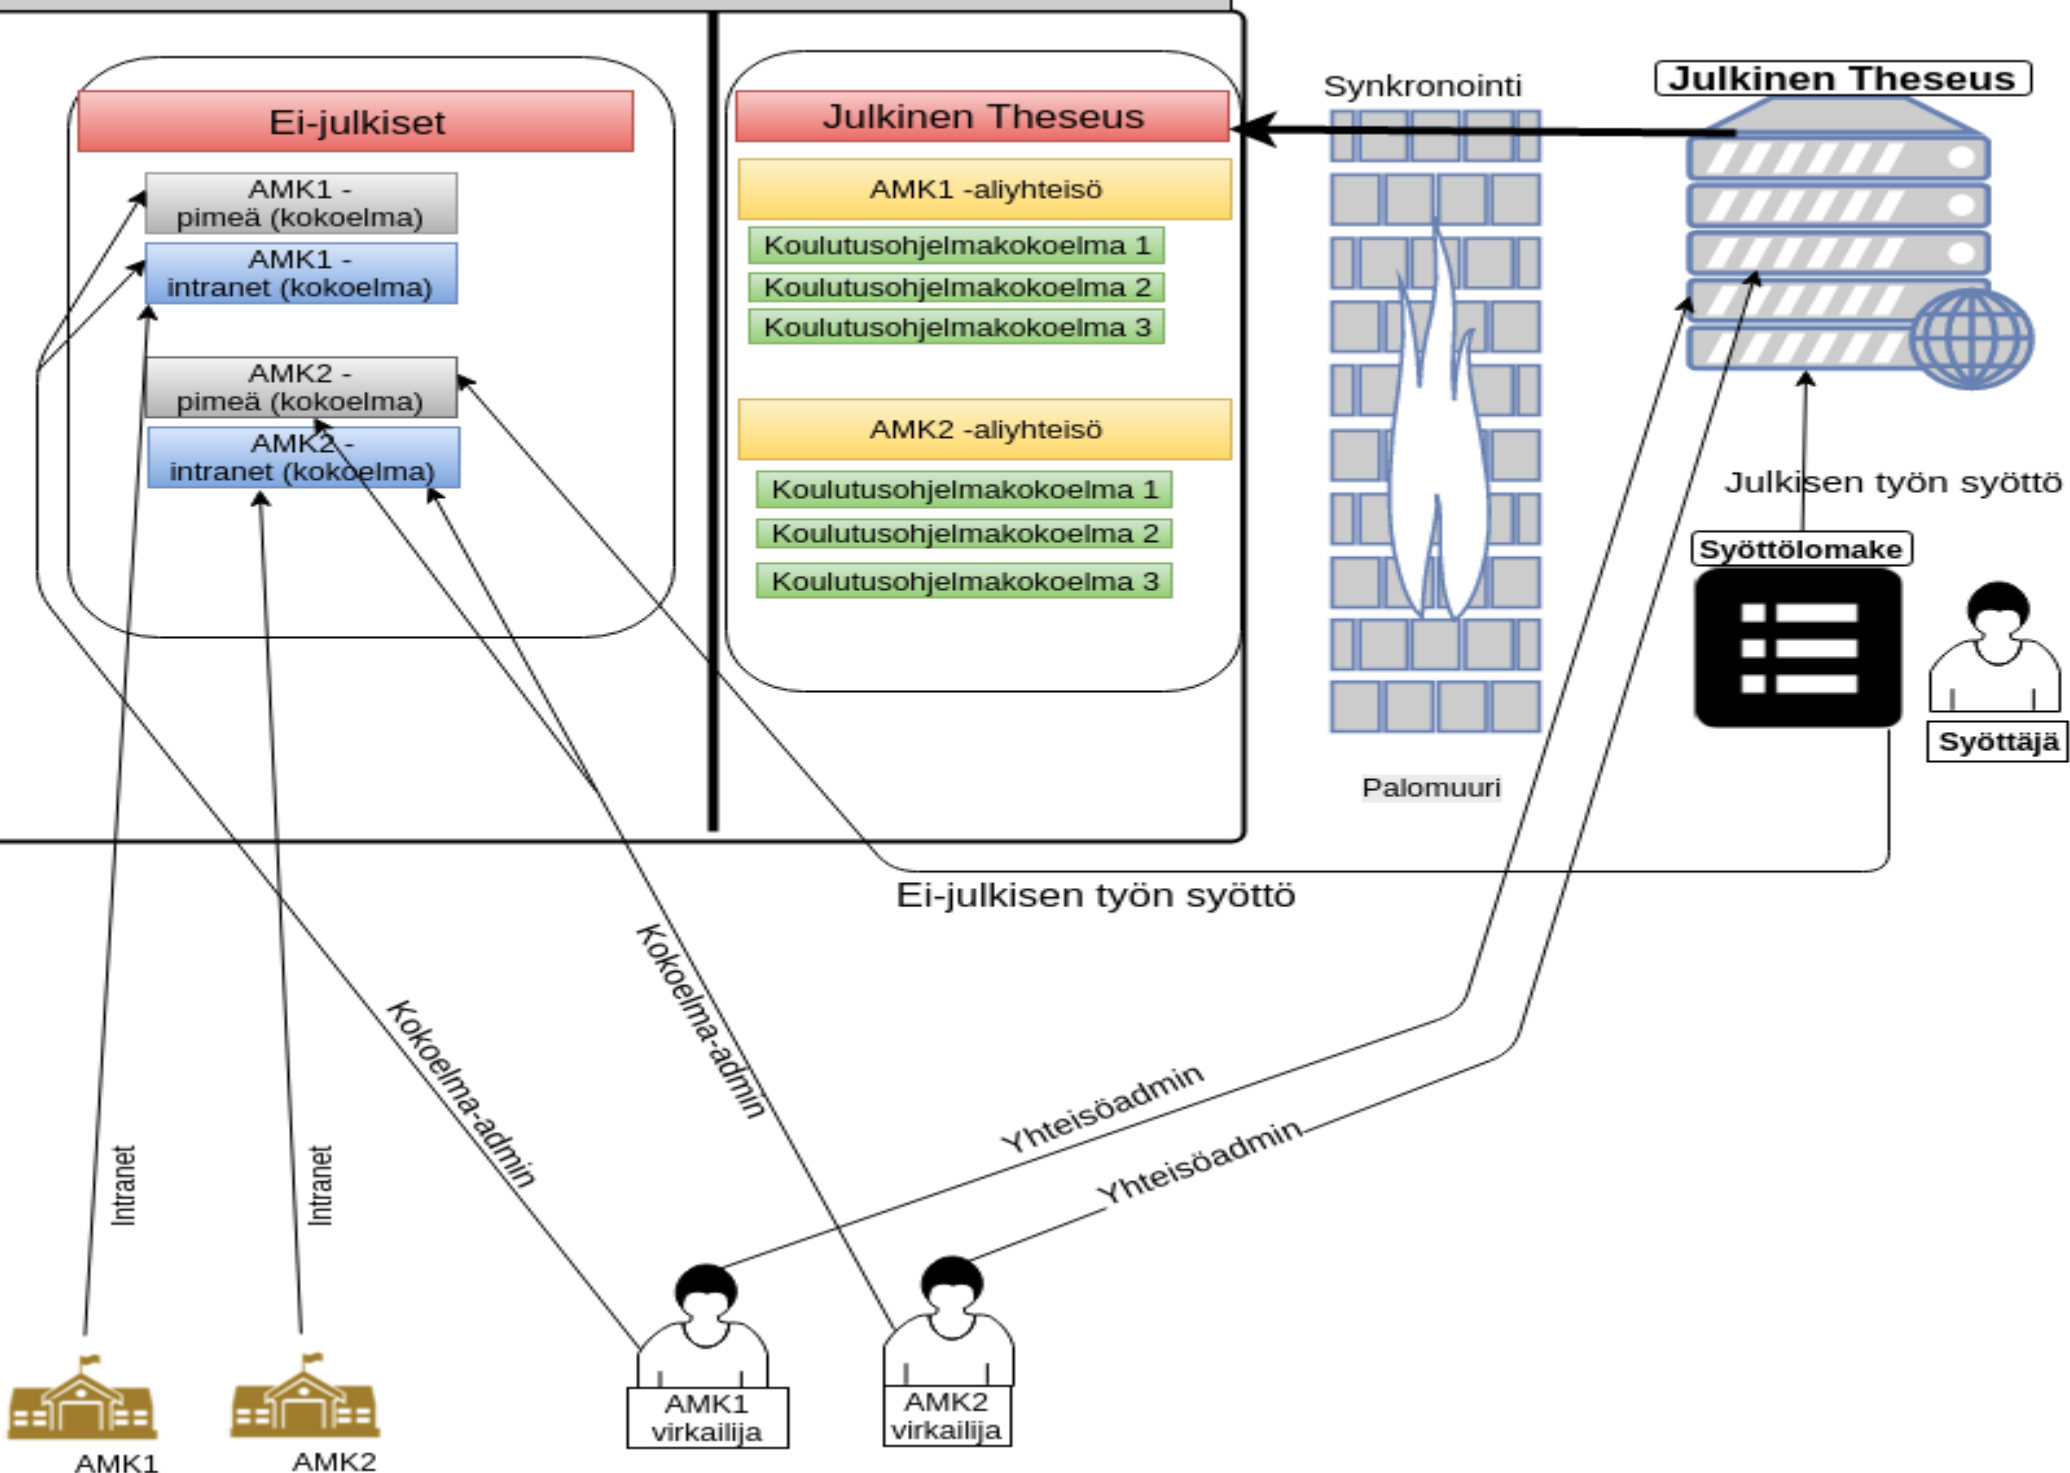 Ei-julkiset
AMK1 -
pimeä (kokoelma)
AMK1 -
intranet (kokoelma)
AMK2 -
pimeä (kokoelma)
AMK2 -
intranet (kokoelma)
Julkinen Theseus
AMK1 -aliyhteisö
Koulutusohjelmakokoelma 1
Koulutusohjelmakokoelma 2
Koulutusohjelmakokoelma 3
AMK2 -aliyhteisö
Koulutusohjelmakokoelma 1
Koulutusohjelmakokoelma 2
Koulutusohjelmakokoelma 3
Synkronointi
Palomuuri
Julkinen Theseus
Julkisen työn syöttö
Syöttölomake
Syöttäjä
Ei-julkisen työn syöttö
Kokoelma-admin
Kokoelma-admin
Yhteisöadmin
Yhteisöadmin
Intranet
Intranet
AMK1
AMK2
AMK1
virkailija
AMK2
virkailija